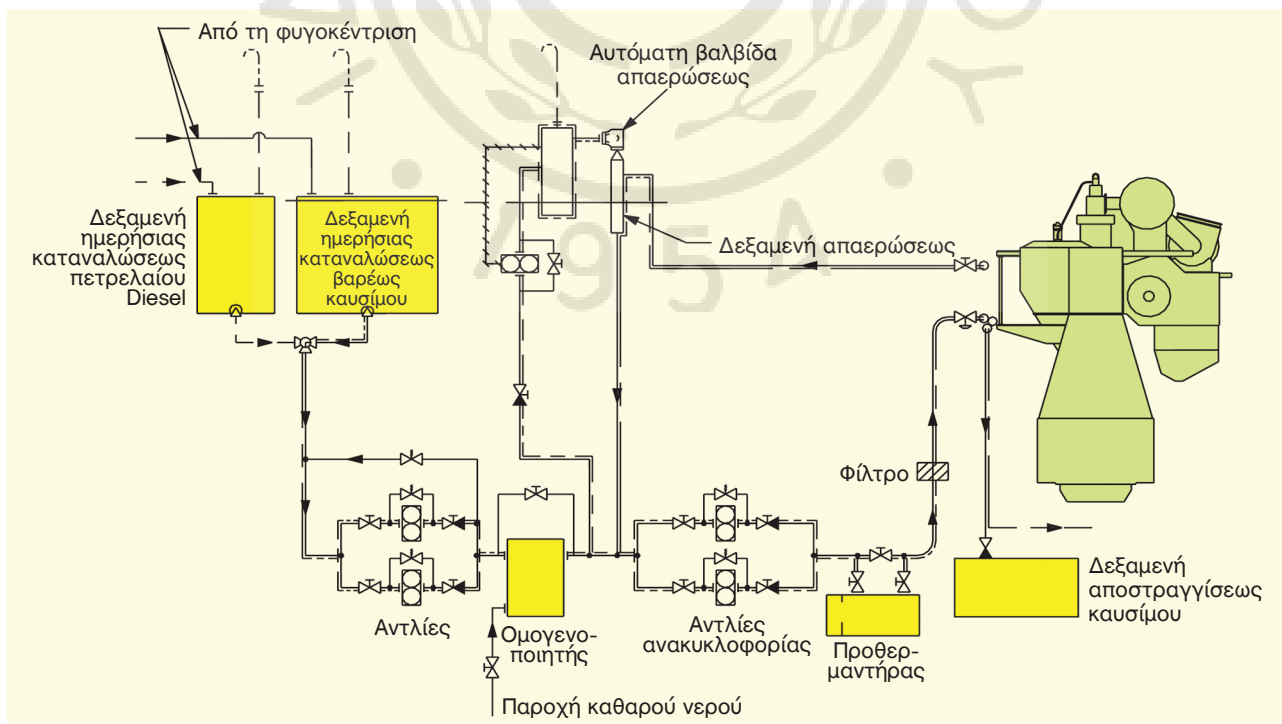 Από τη φυγοκέντριση
Αυτόματη βαλβίδα
απαερώσεως
Δεξαμενή
ημερήσιας
καταναλώσεως
πετρελαίου
Diesel
Δεξαμενή
ημερήσιας
καταναλώσεως
βαρέως
καυσίμου
Δεξαμενή απαερώσεως
1954
Φίλτρο
Αντλίες
Ομογενο-
ποιητής
Αντλίες
ανακυκλοφορίας
Προθερ-
μαντήρας
Δεξαμενή
αποστραγγίσεως
καυσίμου
Παροχή καθαρού νερού